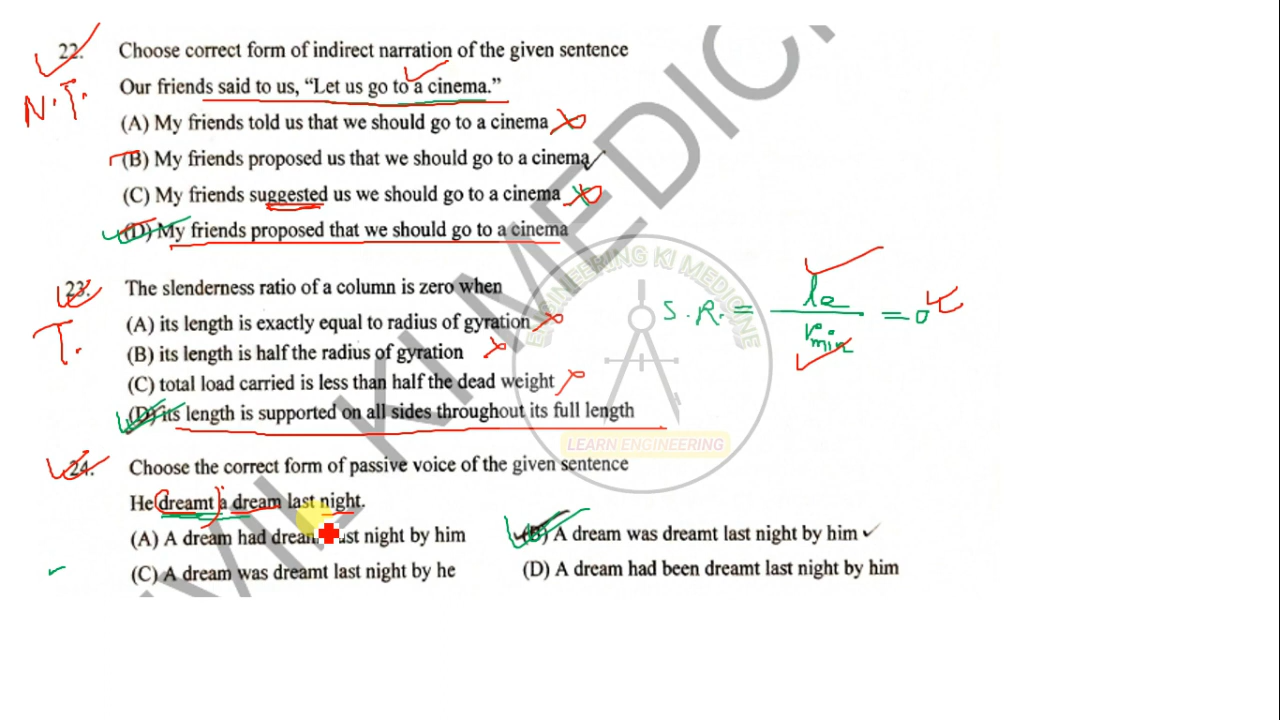 22. Choose correct form of indirect narration of the given sentence
N.T.
Our friends said to us, “Let us go to a cinema.”
(A) My friends told us that we should go to a cinema
(B) My friends proposed us that we should go to a cinema
(C) My friends suggested us we should go to a cinema
(D) My friends proposed that we should go to a cinema
23. The slenderness ratio of a column is zero when
T.
(A) its length is exactly equal to radius of gyration
(B) its length is half the radius of gyration
(C) total load carried is less than half the dead weight
(D) its length is supported on all sides throughout its full length
S.R. = le / rmin = 0
ENGINEERING KI MEDICINE
LEARN ENGINEERING
24. Choose the correct form of passive voice of the given sentence
He dreamt a dream last night.
(A) A dream had dreamt last night by him
(B) A dream was dreamt last night by him
(C) A dream was dreamt last night by he
(D) A dream had been dreamt last night by him